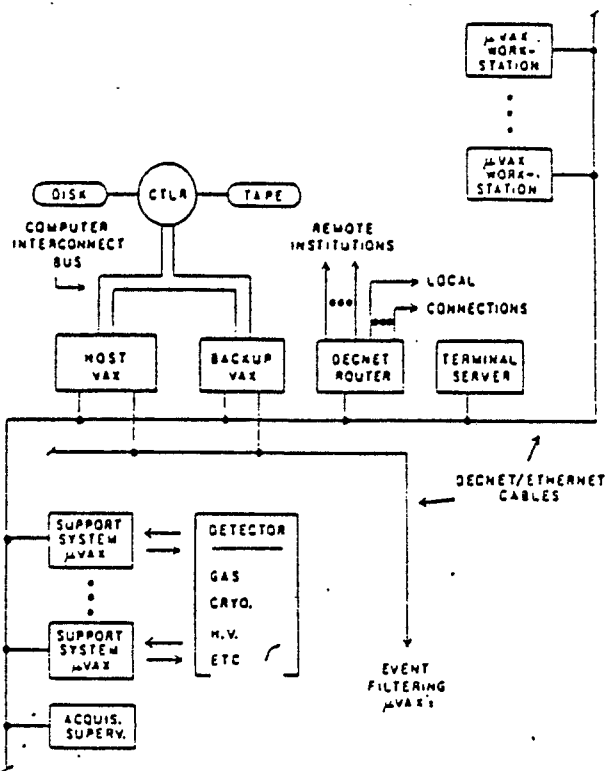 μVAX
WORK-
STATION
μVAX
WORK-
STATION
DISK
CTLR
TAPE
COMPUTER
INTERCONNECT
BUS
REMOTE
INSTITUTIONS
LOCAL
CONNECTIONS
HOST
VAX
BACKUP
VAX
DECNET
ROUTER
TERMINAL
SERVER
DECNET/ETHERNET
CABLES
SUPPORT
SYSTEM
μVAX
DETECTOR
GAS
CRYO.
H.V.
ETC
SUPPORT
SYSTEM
μVAX
EVENT
FILTERING
μVAX's
ACQUIS.
SUPERV.